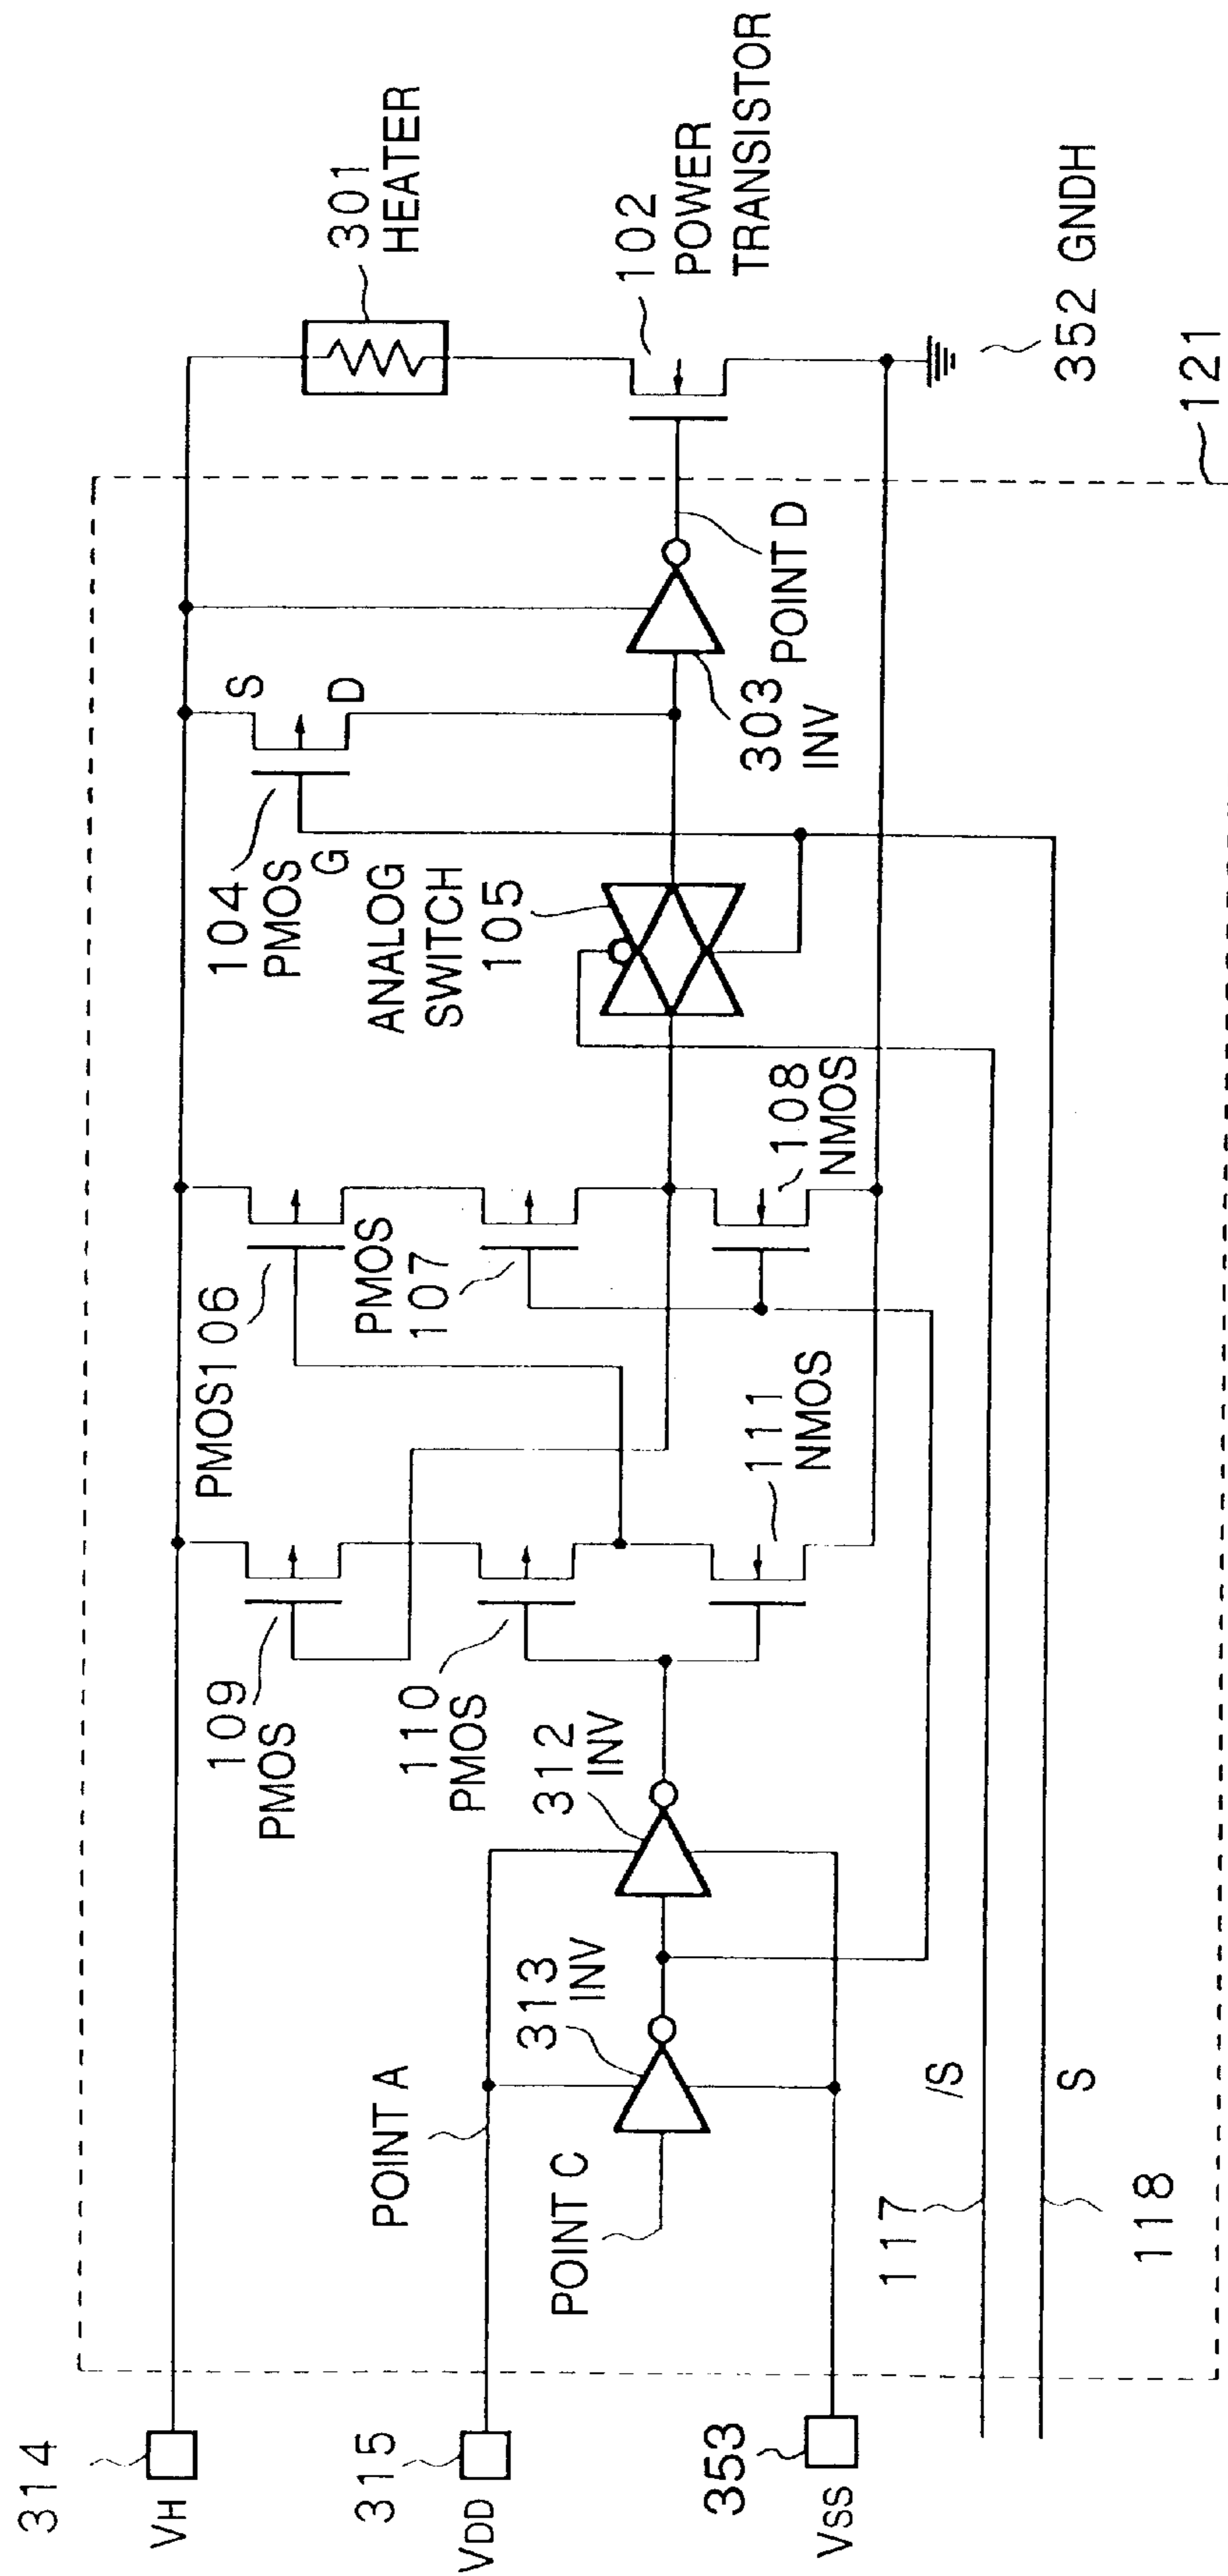 314
VH
315
VDD
353
VSS
POINT A
POINT C
313
INV
312
INV
109
PMOS
110
PMOS
111
NMOS
PMOS106
PMOS
107
108
NMOS
104
PMOS
G
S
D
ANALOG
SWITCH
105
303
INV
POINT D
301
HEATER
102
POWER
TRANSISTOR
352 GNDH
121
117
/S
118
S